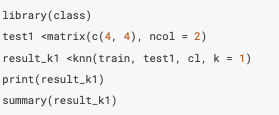 library(class)
test1 <matrix(c(4, 4), ncol = 2)
result_k1 <knn(train, test1, cl, k = 1)
print(result_k1)
summary(result_k1)